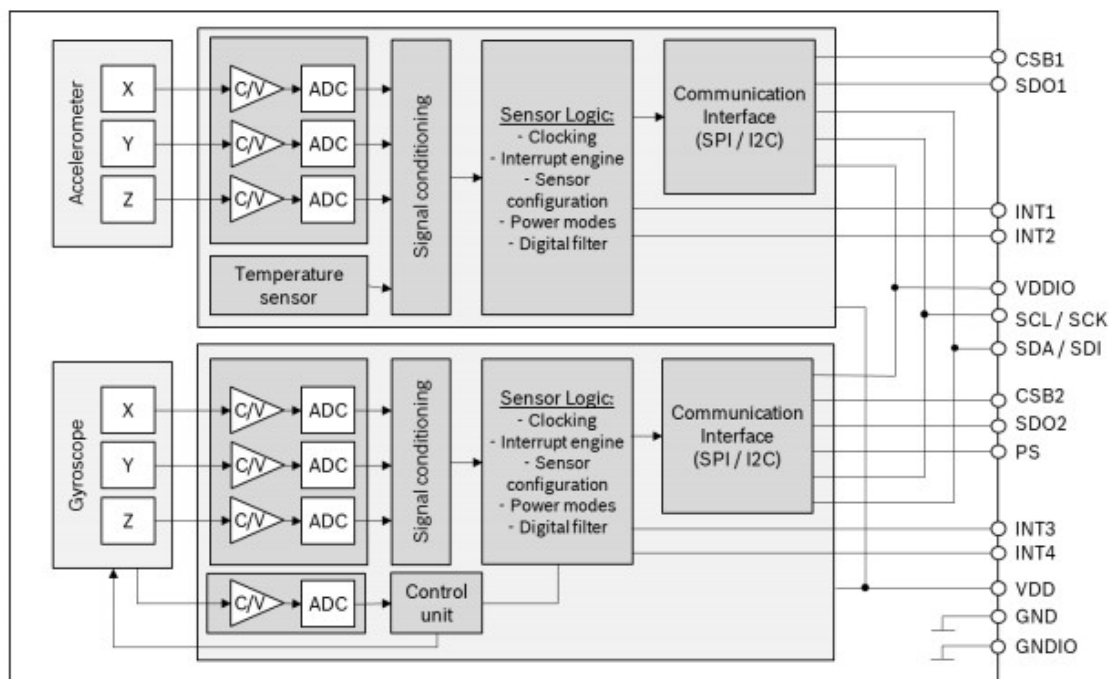 Accelerometer
X
Y
Z
C/V
ADC
C/V
ADC
C/V
ADC
Temperature
sensor
Signal conditioning
Sensor Logic:
- Clocking
- Interrupt engine
- Sensor
configuration
- Power modes
- Digital filter
Communication
Interface
(SPI / I2C)
Gyroscope
X
Y
Z
C/V
ADC
C/V
ADC
C/V
ADC
C/V
ADC
Signal conditioning
Control
unit
Sensor Logic:
- Clocking
- Interrupt engine
- Sensor
configuration
- Power modes
- Digital filter
Communication
Interface
(SPI / I2C)
CSB1
SDO1
INT1
INT2
VDDIO
SCL / SCK
SDA / SDI
CSB2
SDO2
PS
INT3
INT4
VDD
GND
GNDIO